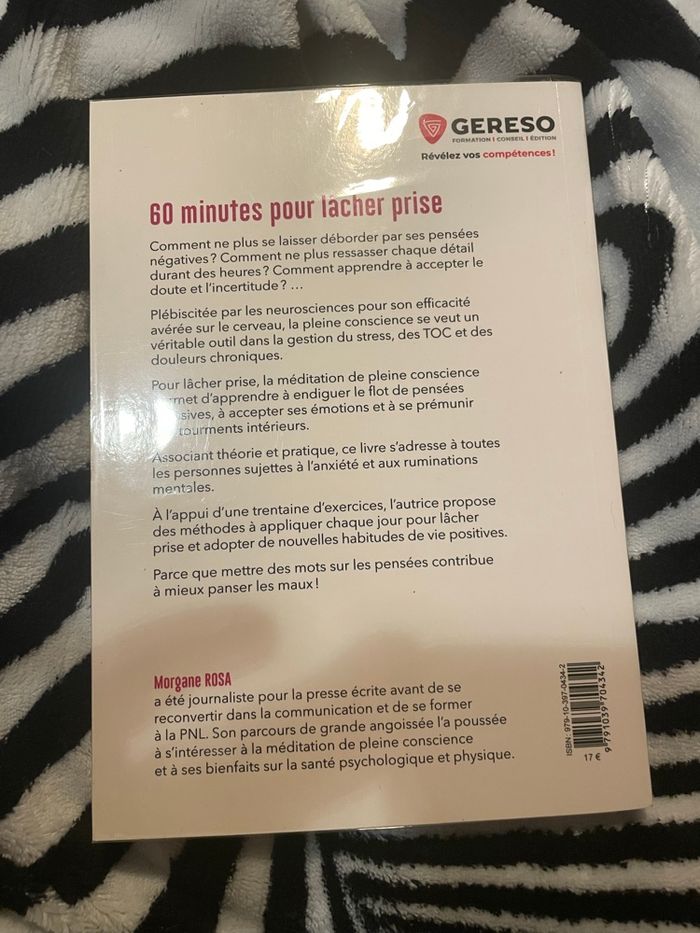 GERESO
FORMATION | CONSEIL | ÉDITION
Révélez vos compétences !
60 minutes pour lâcher prise
Comment ne plus se laisser déborder par ses pensées
négatives ? Comment ne plus ressasser chaque détail
durant des heures ? Comment apprendre à accepter le
doute et l'incertitude ? …
Plébiscitée par les neurosciences pour son efficacité
avérée sur le cerveau, la pleine conscience se veut un
véritable outil dans la gestion du stress, des TOC et des
douleurs chroniques.
Pour lâcher prise, la méditation de pleine conscience
d'apprendre à endiguer le flot de pensées
à accepter ses émotions et à se prémunir
tourments intérieurs.
Associant théorie et pratique, ce livre s'adresse à toutes
les personnes sujettes à l'anxiété et aux ruminations
mentales.
À l'appui d'une trentaine d'exercices, l'autrice propose
des méthodes à appliquer chaque jour pour lâcher
prise et adopter de nouvelles habitudes de vie positives.
Parce que mettre des mots sur les pensées contribue
à mieux panser les maux !
Morgane ROSA
a été journaliste pour la presse écrite avant de se
reconvertir dans la communication et de se former
à la PNL. Son parcours de grande angoissée l'a poussée
à s'intéresser à la méditation de pleine conscience
et à ses bienfaits sur la santé psychologique et physique.
ISBN : 979-10-397-0434-2
9 791039 704342
17 €